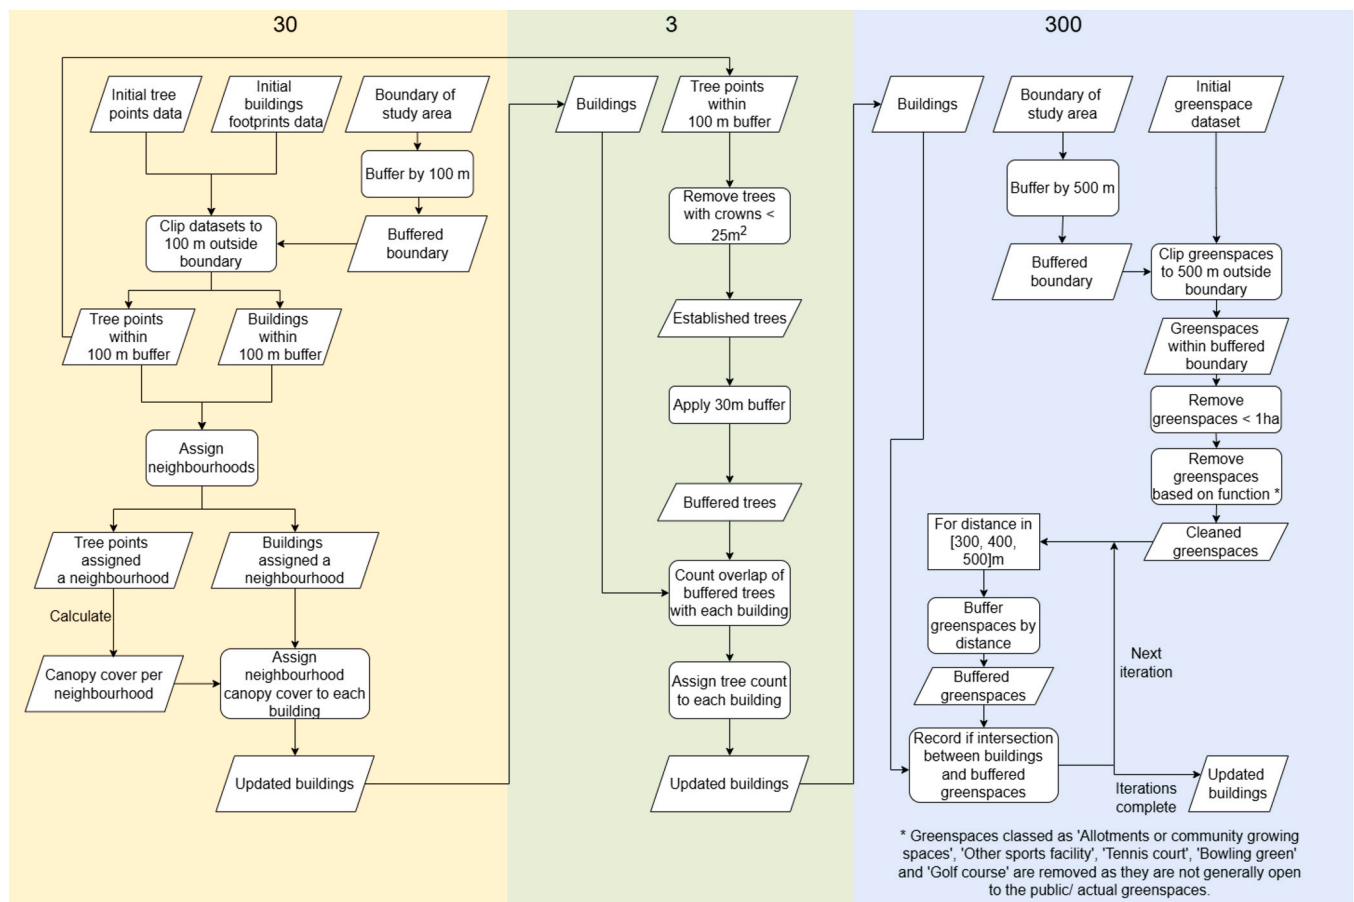 30
Initial tree
points data
Initial
buildings
footprints data
Boundary of
study area
Buffer by 100 m
Buffered
boundary
Clip datasets to
100 m outside
boundary
Tree points
within
100 m buffer
Buildings
within
100 m buffer
Assign
neighbourhoods
Tree points
assigned
a neighbourhood
Buildings
assigned a
neighbourhood
Calculate
Canopy cover per
neighbourhood
Assign
neighbourhood
canopy cover to each
building
Updated buildings
3
Buildings
Tree points
within
100 m buffer
Remove trees
with crowns <
25m²
Established trees
Apply 30m buffer
Buffered trees
Count overlap of
buffered trees
with each building
Assign tree count
to each building
Updated buildings
300
Buildings
Boundary of
study area
Initial
greenspace
dataset
Buffer by 500 m
Buffered
boundary
Clip greenspaces
to 500 m outside
boundary
Greenspaces
within buffered
boundary
Remove
greenspaces < 1ha
Remove
greenspaces
based on function *
Cleaned
greenspaces
For distance in
[300, 400,
500]m
Buffer
greenspaces by
distance
Buffered
greenspaces
Record if intersection
between buildings
and buffered
greenspaces
Next
iteration
Iterations
complete
Updated
buildings
* Greenspaces classed as 'Allotments or community growing
spaces', 'Other sports facility', 'Tennis court', 'Bowling green'
and 'Golf course' are removed as they are not generally open
to the public/ actual greenspaces.